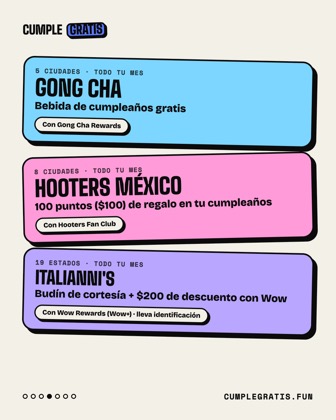 CUMPLE GRATIS
5 CIUDADES · TODO TU MES
GONG CHA
Bebida de cumpleaños gratis
Con Gong Cha Rewards
8 CIUDADES · TODO TU MES
HOOTERS MÉXICO
100 puntos ($100) de regalo en tu cumpleaños
Con Hooters Fan Club
19 ESTADOS · TODO TU MES
ITALIANNI'S
Budín de cortesía + $200 de descuento con Wow
Con Wow Rewards (Wow+) · lleva identificación
CUMPLEGRATIS.FUN